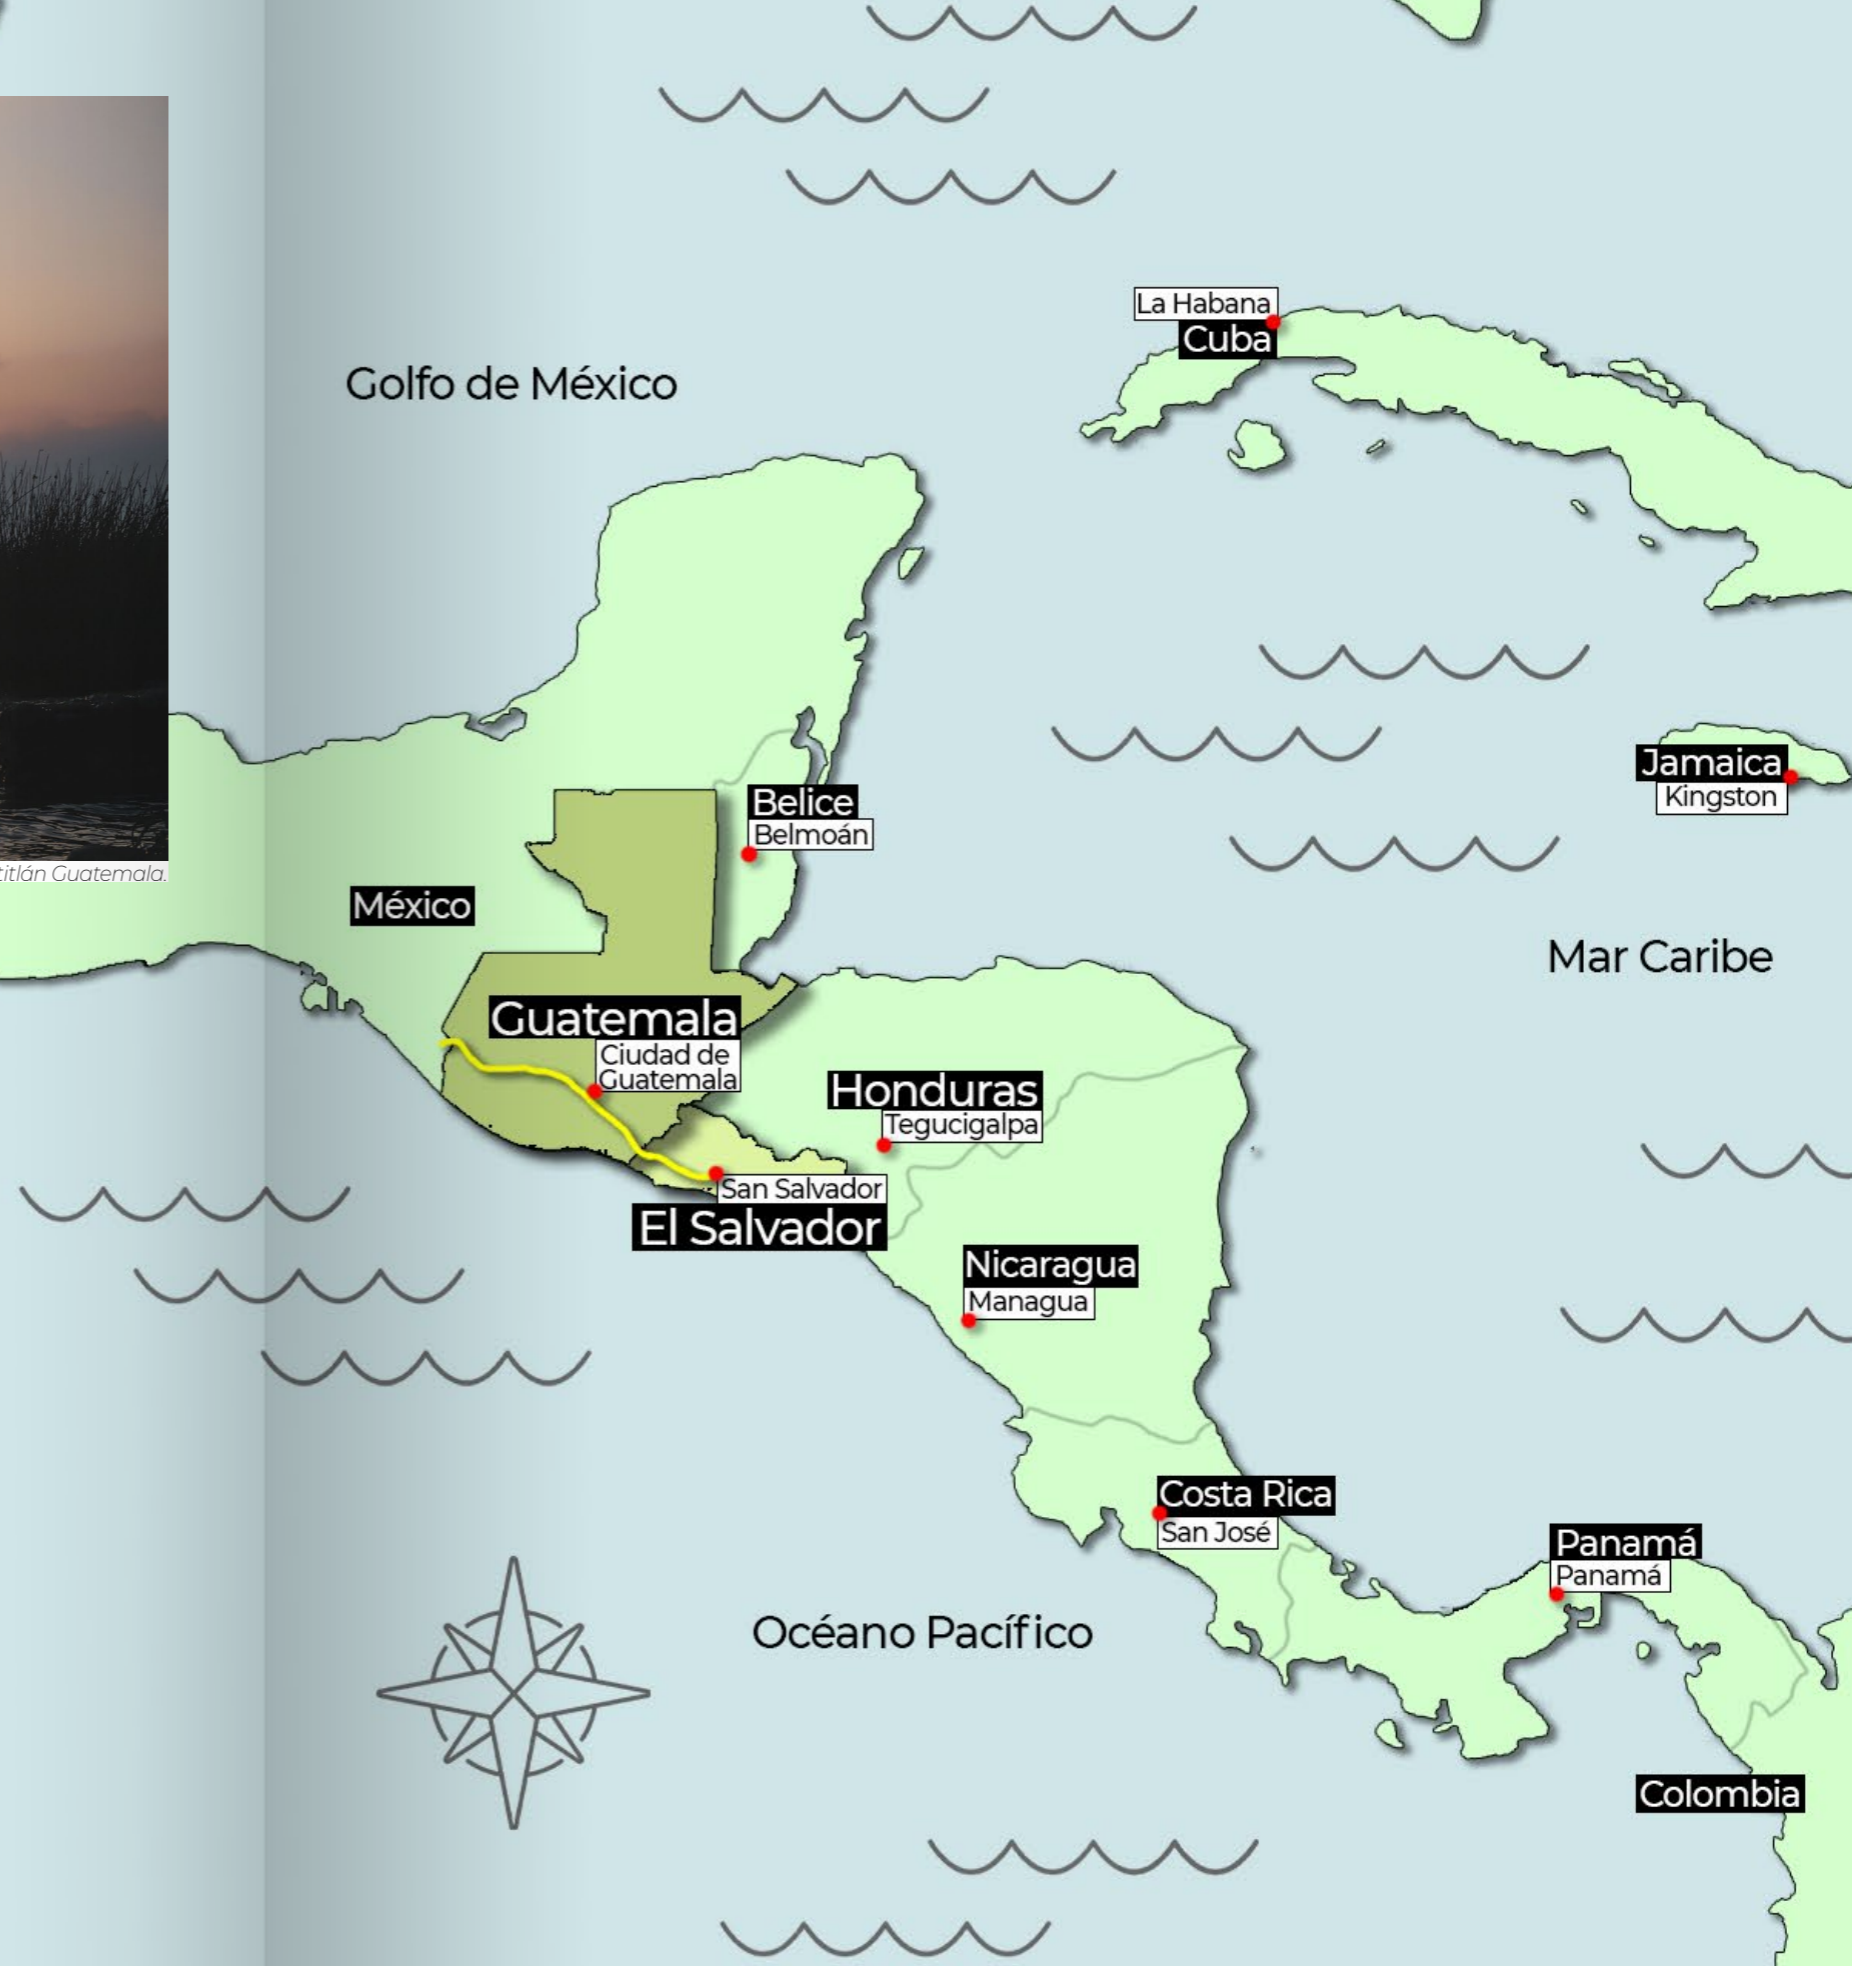 La Habana
Cuba
Golfo de México
Jamaica
Kingston
Belice
Belmoán
titlán Guatemala.
México
Mar Caribe
Guatemala
Ciudad de
Guatemala
Honduras
Tegucigalpa
San Salvador
El Salvador
Nicaragua
Managua
Costa Rica
San José
Panamá
Panamá
Océano Pacífico
Colombia